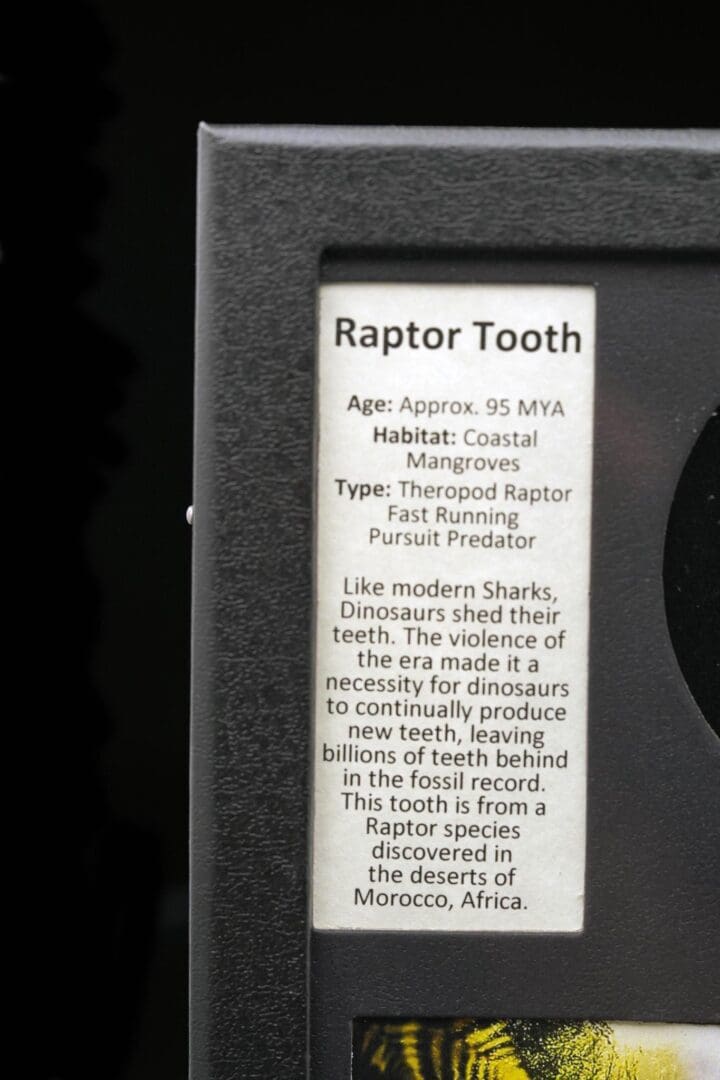 Raptor Tooth
Age: Approx. 95 MYA
Habitat: Coastal
Mangroves
Type: Theropod Raptor
Fast Running
Pursuit Predator
Like modern Sharks,
Dinosaurs shed their
teeth. The violence of
the era made it a
necessity for dinosaurs
to continually produce
new teeth, leaving
billions of teeth behind
in the fossil record.
This tooth is from a
Raptor species
discovered in
the deserts of
Morocco, Africa.